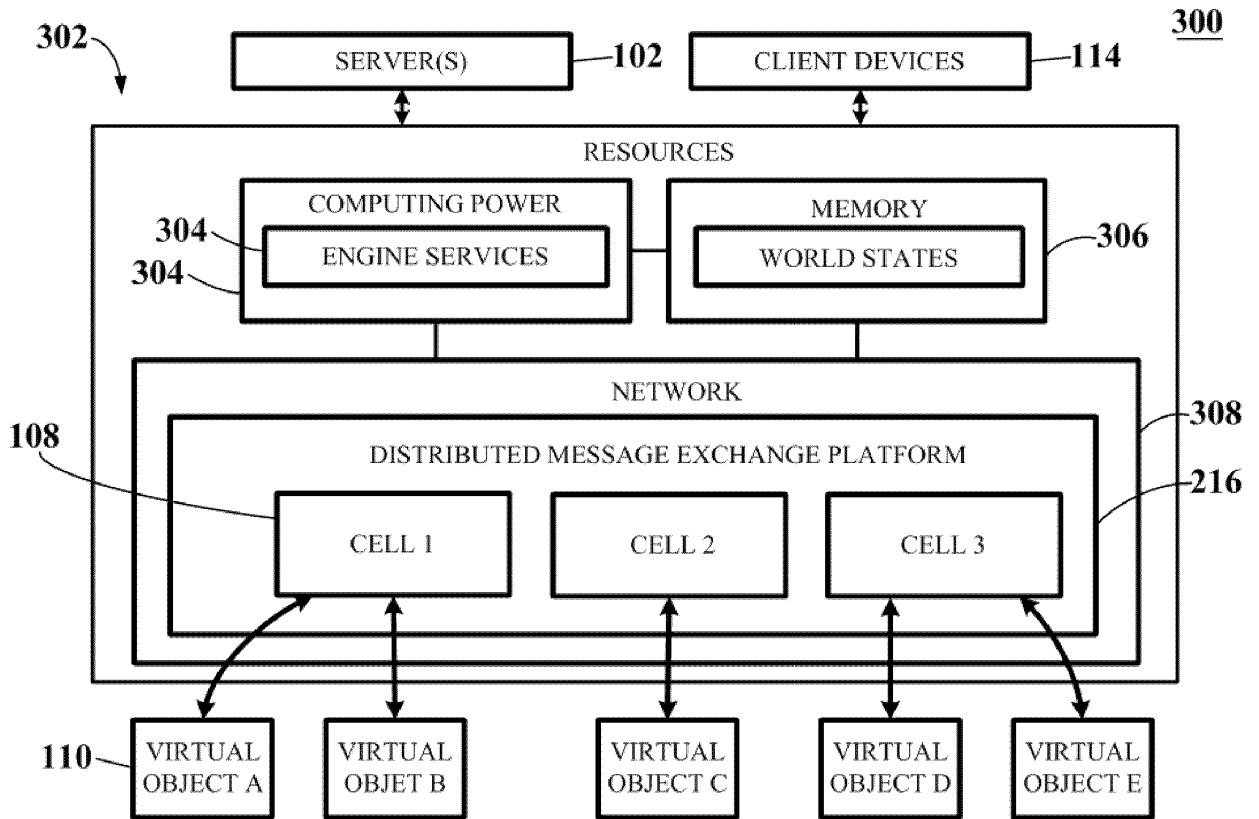 300
302
SERVER(S)
102
CLIENT DEVICES
114
RESOURCES
COMPUTING POWER
MEMORY
304
ENGINE SERVICES
WORLD STATES
306
304
NETWORK
308
108
DISTRIBUTED MESSAGE EXCHANGE PLATFORM
216
CELL 1
CELL 2
CELL 3
110
VIRTUAL
OBJECT A
VIRTUAL
OBJET B
VIRTUAL
OBJECT C
VIRTUAL
OBJECT D
VIRTUAL
OBJECT E